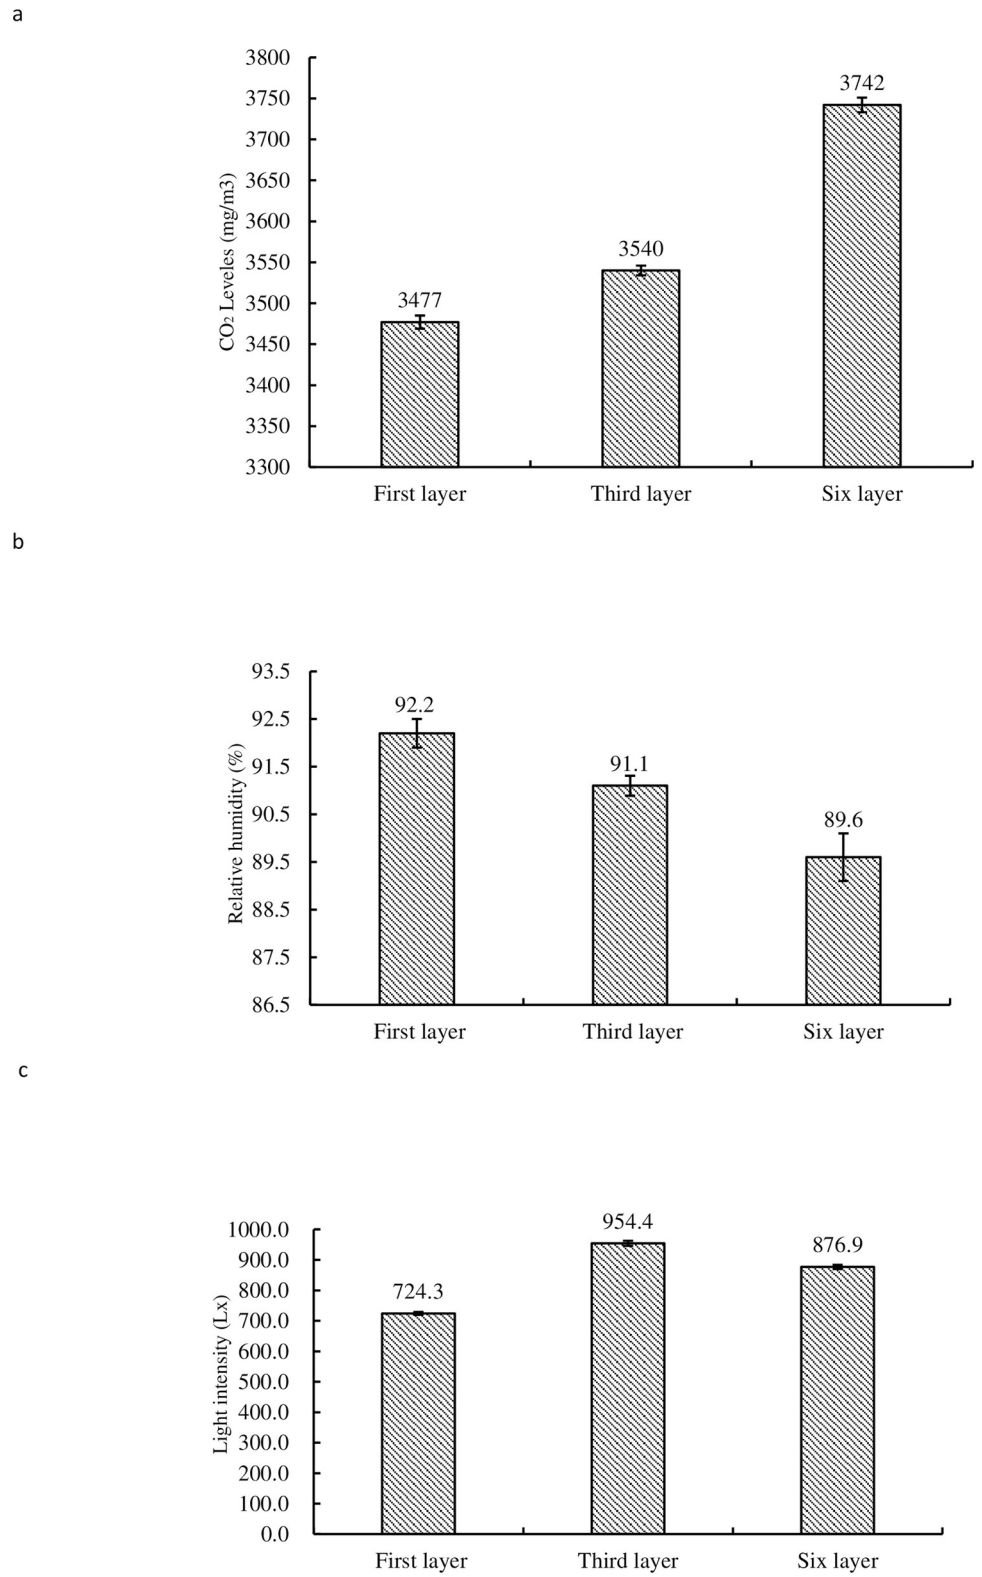 a
3800
3750
3700
3650
3600
3550
3500
3450
3400
3350
3300
CO₂ Leveles (mg/m3)
3477
3540
3742
First layer
Third layer
Six layer
b
93.5
92.5
91.5
90.5
89.5
88.5
87.5
86.5
Relative humidity (%)
92.2
91.1
89.6
First layer
Third layer
Six layer
c
1000.0
900.0
800.0
700.0
600.0
500.0
400.0
300.0
200.0
100.0
0.0
Light intensity (Lx)
724.3
954.4
876.9
First layer
Third layer
Six layer